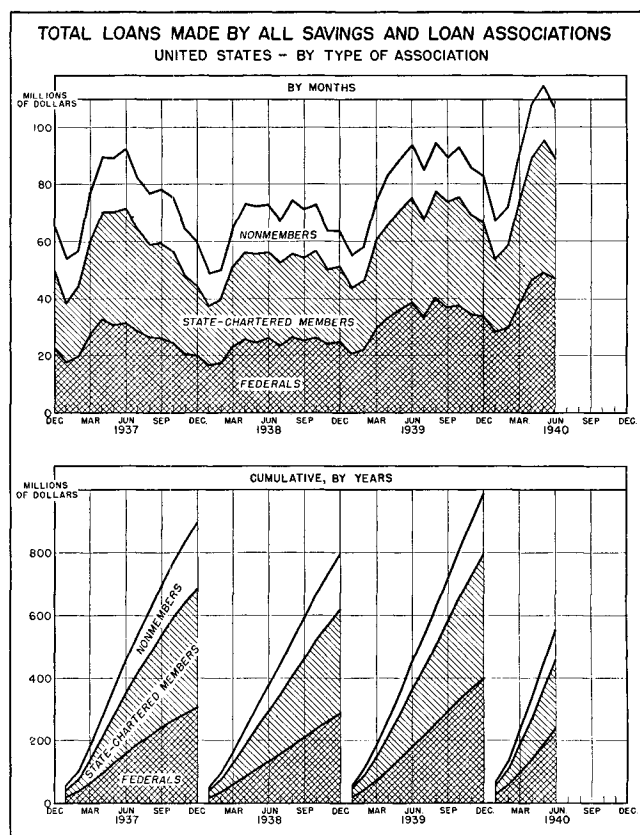 TOTAL LOANS MADE BY ALL SAVINGS AND LOAN ASSOCIATIONS
UNITED STATES – BY TYPE OF ASSOCIATION
MILLIONS
OF DOLLARS
BY MONTHS
100
80
60
40
20
0
NONMEMBERS
STATE-CHARTERED MEMBERS
FEDERALS
DEC. MAR JUN SEP DEC. MAR JUN SEP DEC. MAR JUN SEP DEC. MAR. JUN SEP DEC.
1937 1938 1939 1940
MILLIONS
OF DOLLARS
CUMULATIVE, BY YEARS
800
600
400
200
0
NONMEMBERS
STATE-CHARTERED MEMBERS
FEDERALS
DEC MAR JUN SEP DEC. MAR JUN SEP DEC. MAR JUN. SEP DEC. MAR JUN SEP DEC.
1937 1938 1939 1940